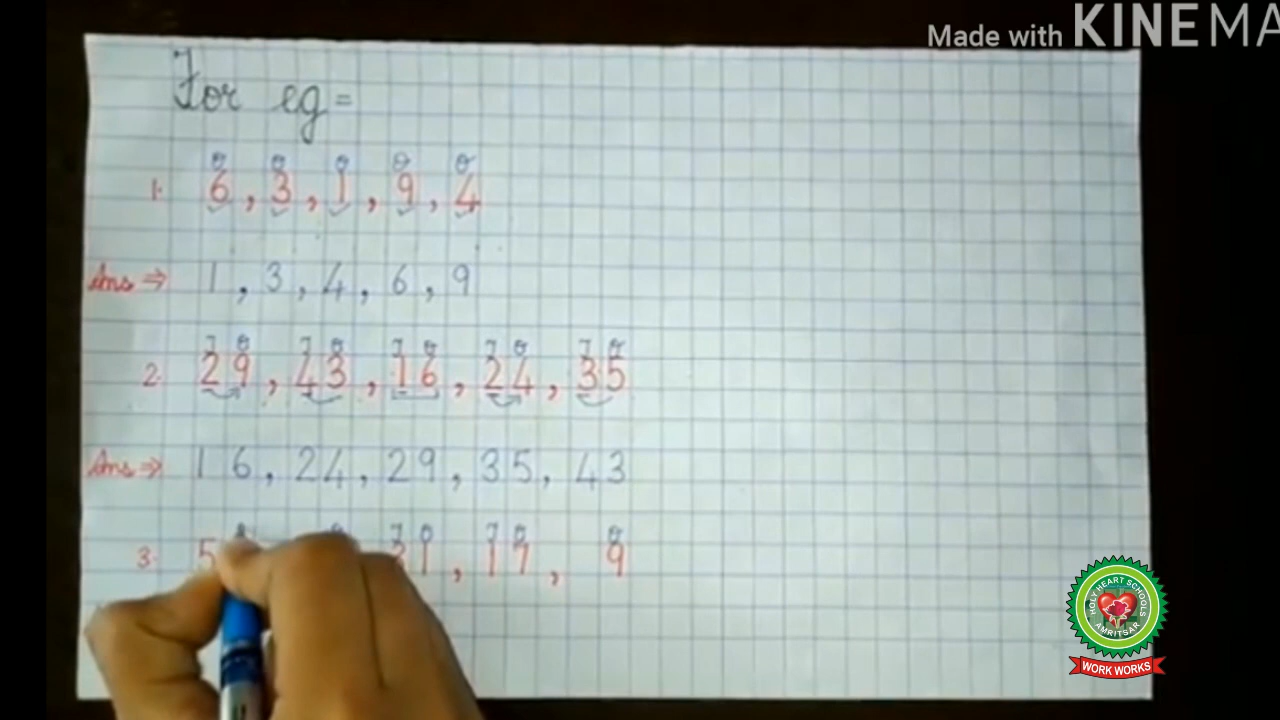 Made with KINEMA
For eg =
O O O O O
1. 6, 3, 1, 9, 4
Ans ⇒ 1, 3, 4, 6, 9
T O T O T O T O T O
2. 29, 43, 16, 24, 35
Ans ⇒ 16, 24, 29, 35, 43
T O T O O
3. 5 31, 17, 9
HOLY HEART SCHOOLS
AMRITSAR
WORK WORKS